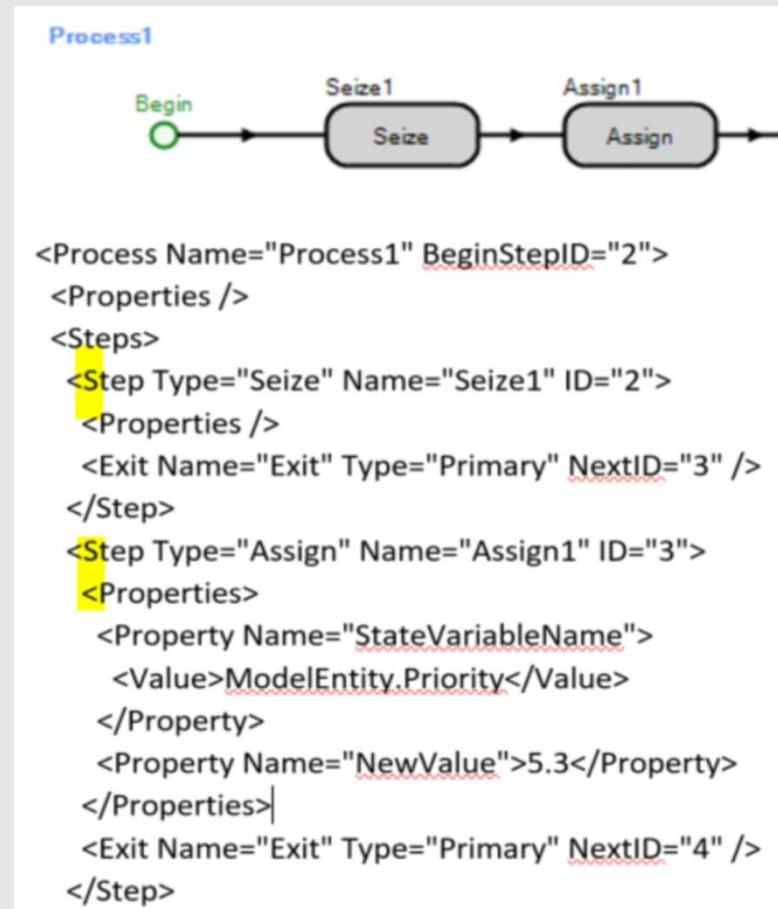 Process1
Begin
Seize1
Assign1
Seize
Assign
<Process Name="Process1" BeginStepID="2">
<Properties />
<Steps>
<Step Type="Seize" Name="Seize1" ID="2">
<Properties />
<Exit Name="Exit" Type="Primary" NextID="3" />
</Step>
<Step Type="Assign" Name="Assign1" ID="3">
<Properties>
<Property Name="StateVariableName">
<Value>ModelEntity.Priority</Value>
</Property>
<Property Name="NewValue">5.3</Property>
</Properties>
<Exit Name="Exit" Type="Primary" NextID="4" />
</Step>